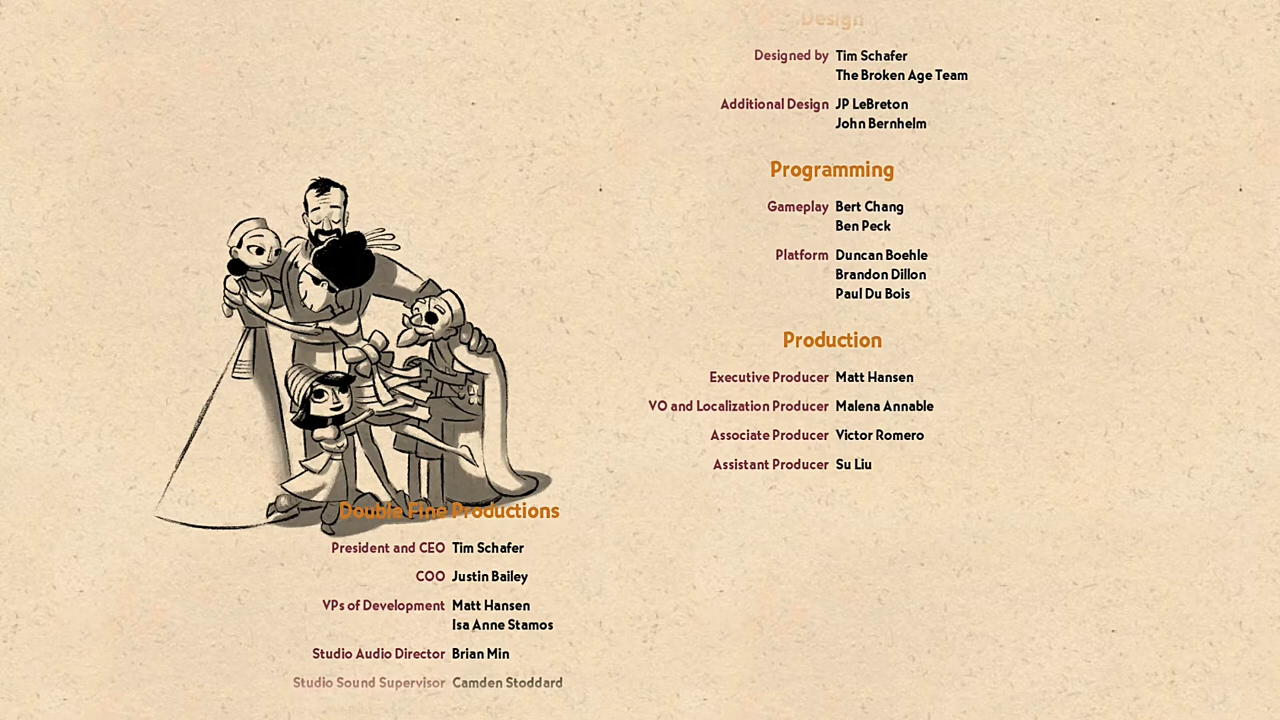 Design
Designed by Tim Schafer
The Broken Age Team
Additional Design JP LeBreton
John Bernhelm
Programming
Gameplay Bert Chang
Ben Peck
Platform Duncan Boehle
Brandon Dillon
Paul Du Bois
Production
Executive Producer Matt Hansen
VO and Localization Producer Malena Annable
Associate Producer Victor Romero
Assistant Producer Su Liu
Double Fine Productions
President and CEO Tim Schafer
COO Justin Bailey
VPs of Development Matt Hansen
Isa Anne Stamos
Studio Audio Director Brian Min
Studio Sound Supervisor Camden Stoddard